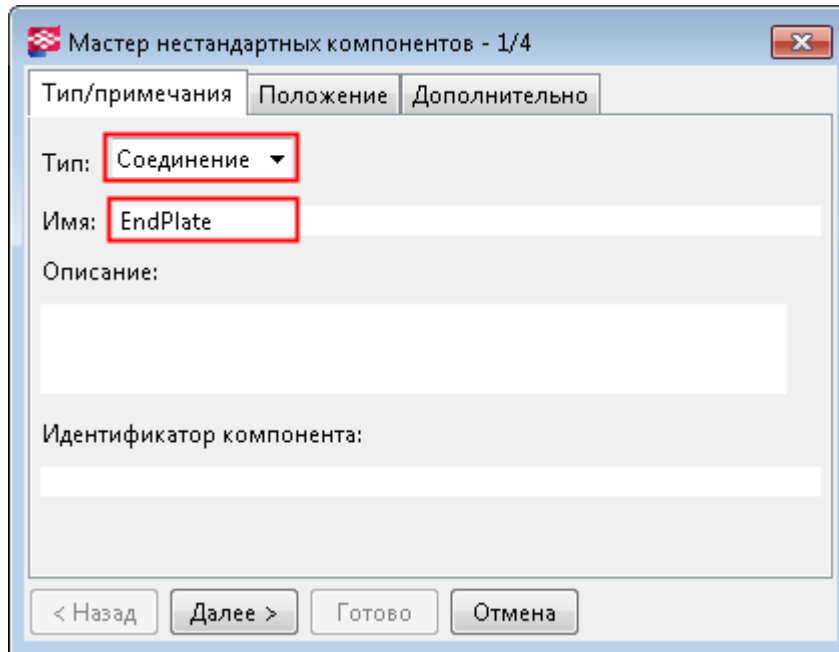 Мастер нестандартных компонентов - 1/4
Тип/примечания Положение Дополнительно
Тип: Соединение
Имя: EndPlate
Описание:
Идентификатор компонента:
< Назад Далее > Готово Отмена